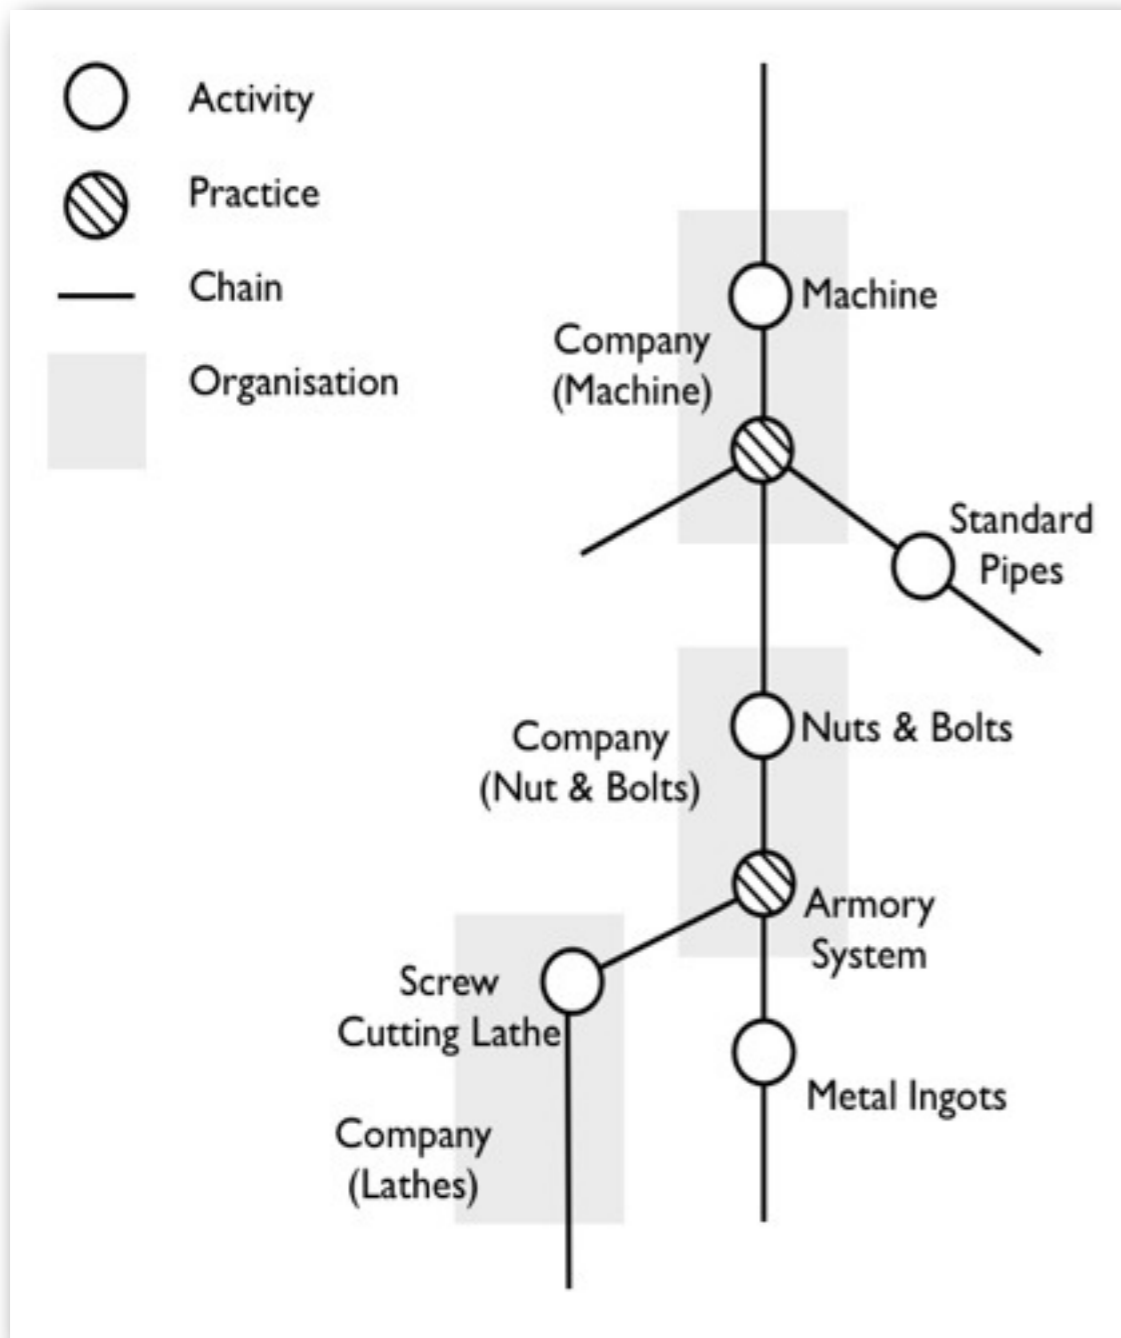 Activity
Practice
Chain
Organisation
Machine
Company
(Machine)
Standard
Pipes
Nuts & Bolts
Company
(Nut & Bolts)
Armory
System
Screw
Cutting Lathe
Metal Ingots
Company
(Lathes)